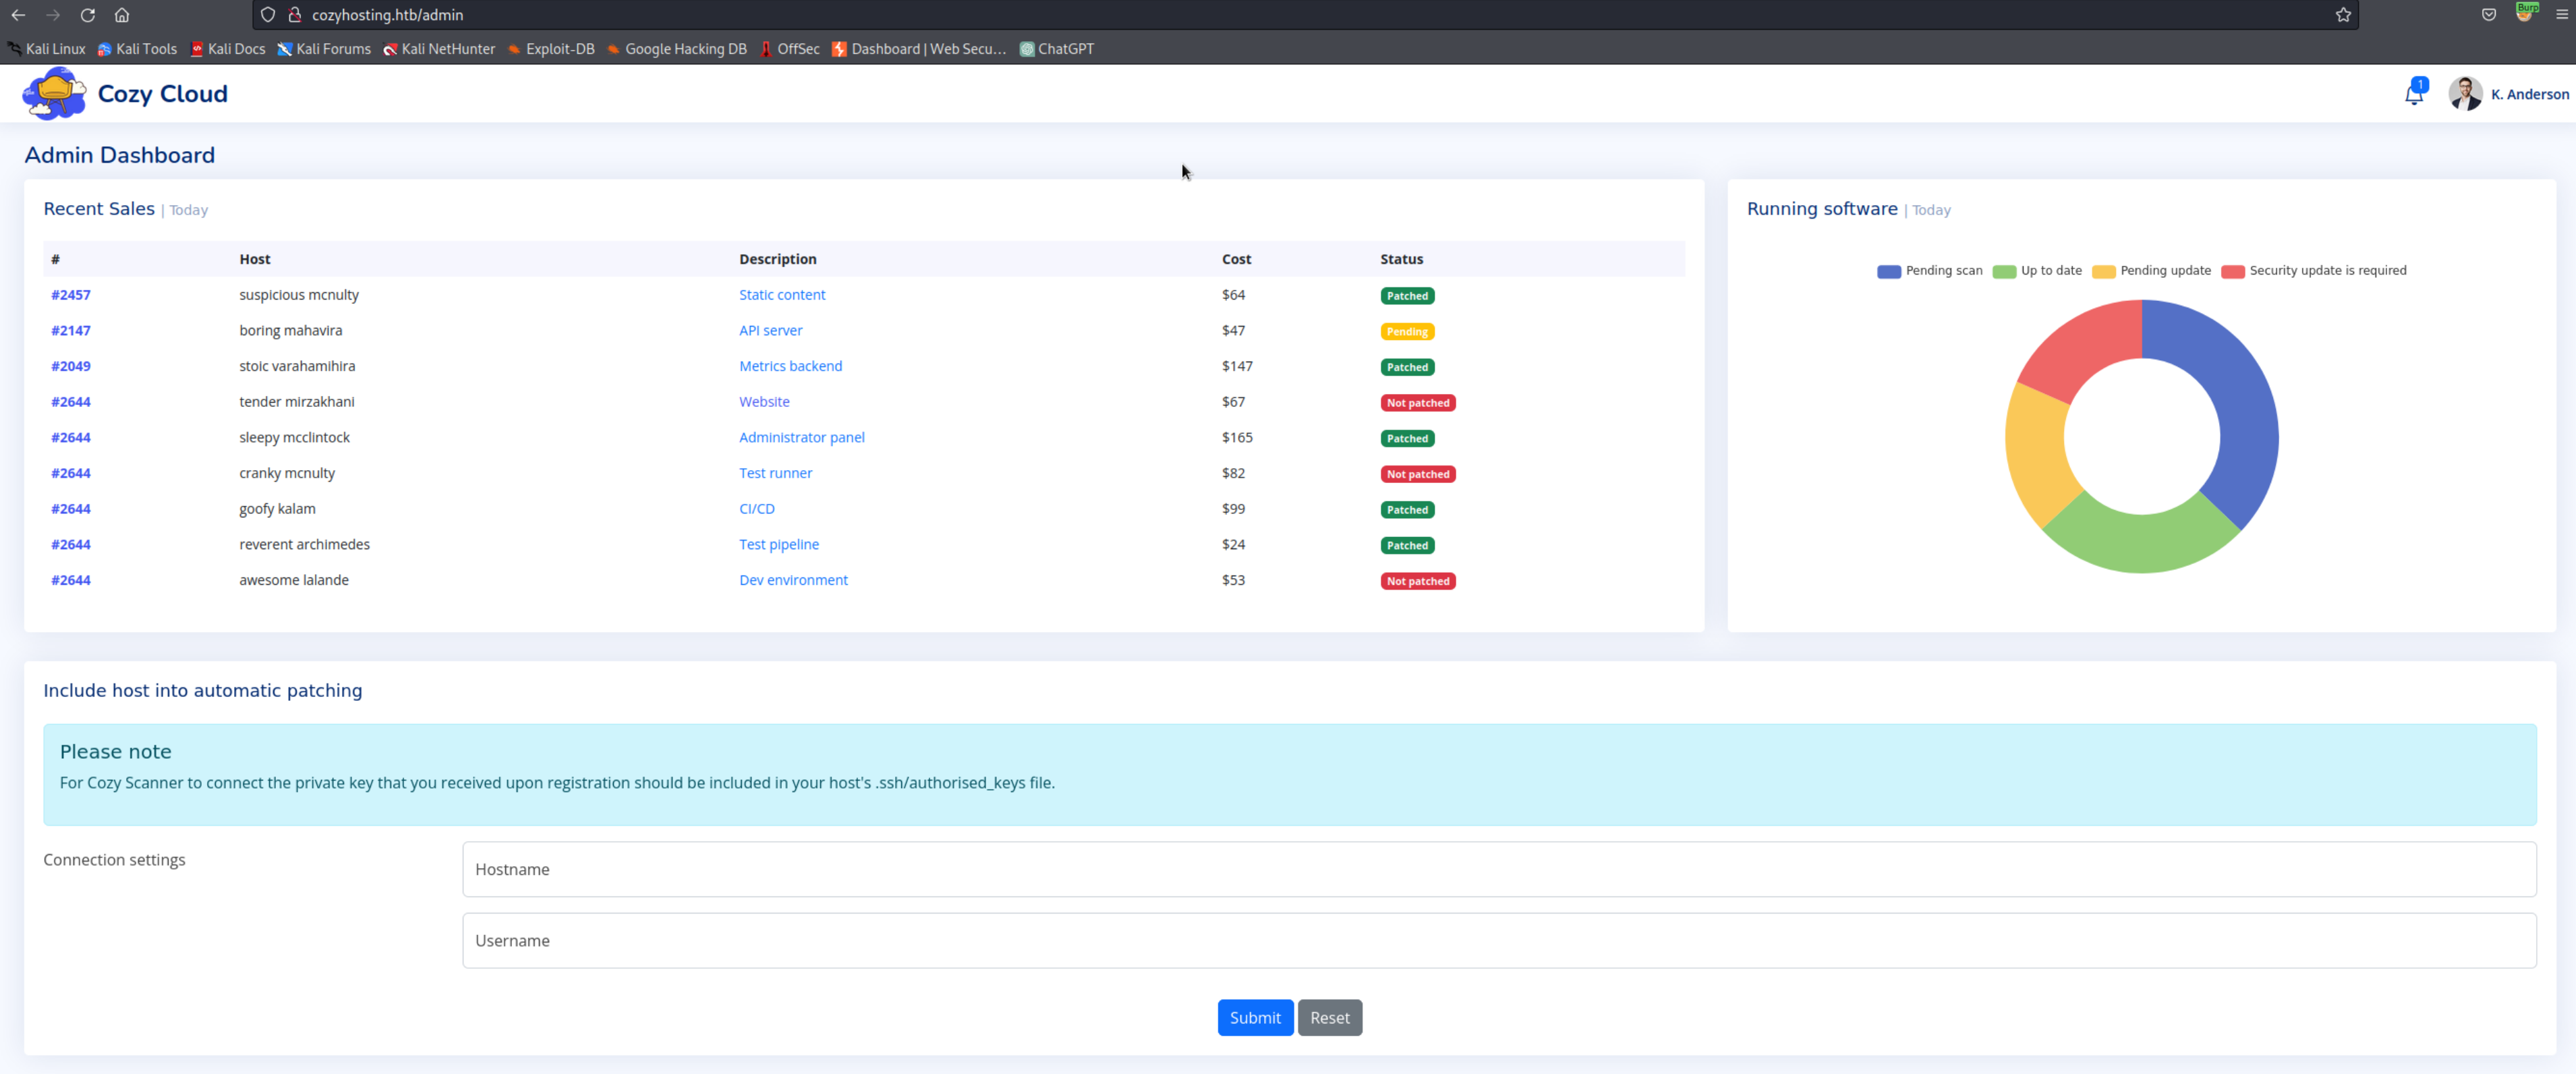 cozyhosting.htb/admin
Burp
Kali Linux Kali Tools Kali Docs Kali Forums Kali NetHunter Exploit-DB Google Hacking DB OffSec Dashboard | Web Secu... ChatGPT
Cozy Cloud
1
K. Anderson
Admin Dashboard
Recent Sales | Today
# Host Description Cost Status
#2457 suspicious mcnulty Static content $64 Patched
#2147 boring mahavira API server $47 Pending
#2049 stoic varahamihira Metrics backend $147 Patched
#2644 tender mirzakhani Website $67 Not patched
#2644 sleepy mcclintock Administrator panel $165 Patched
#2644 cranky mcnulty Test runner $82 Not patched
#2644 goofy kalam CI/CD $99 Patched
#2644 reverent archimedes Test pipeline $24 Patched
#2644 awesome lalande Dev environment $53 Not patched
Running software | Today
Pending scan Up to date Pending update Security update is required
Include host into automatic patching
Please note
For Cozy Scanner to connect the private key that you received upon registration should be included in your host's .ssh/authorised_keys file.
Connection settings
Hostname
Username
Submit Reset